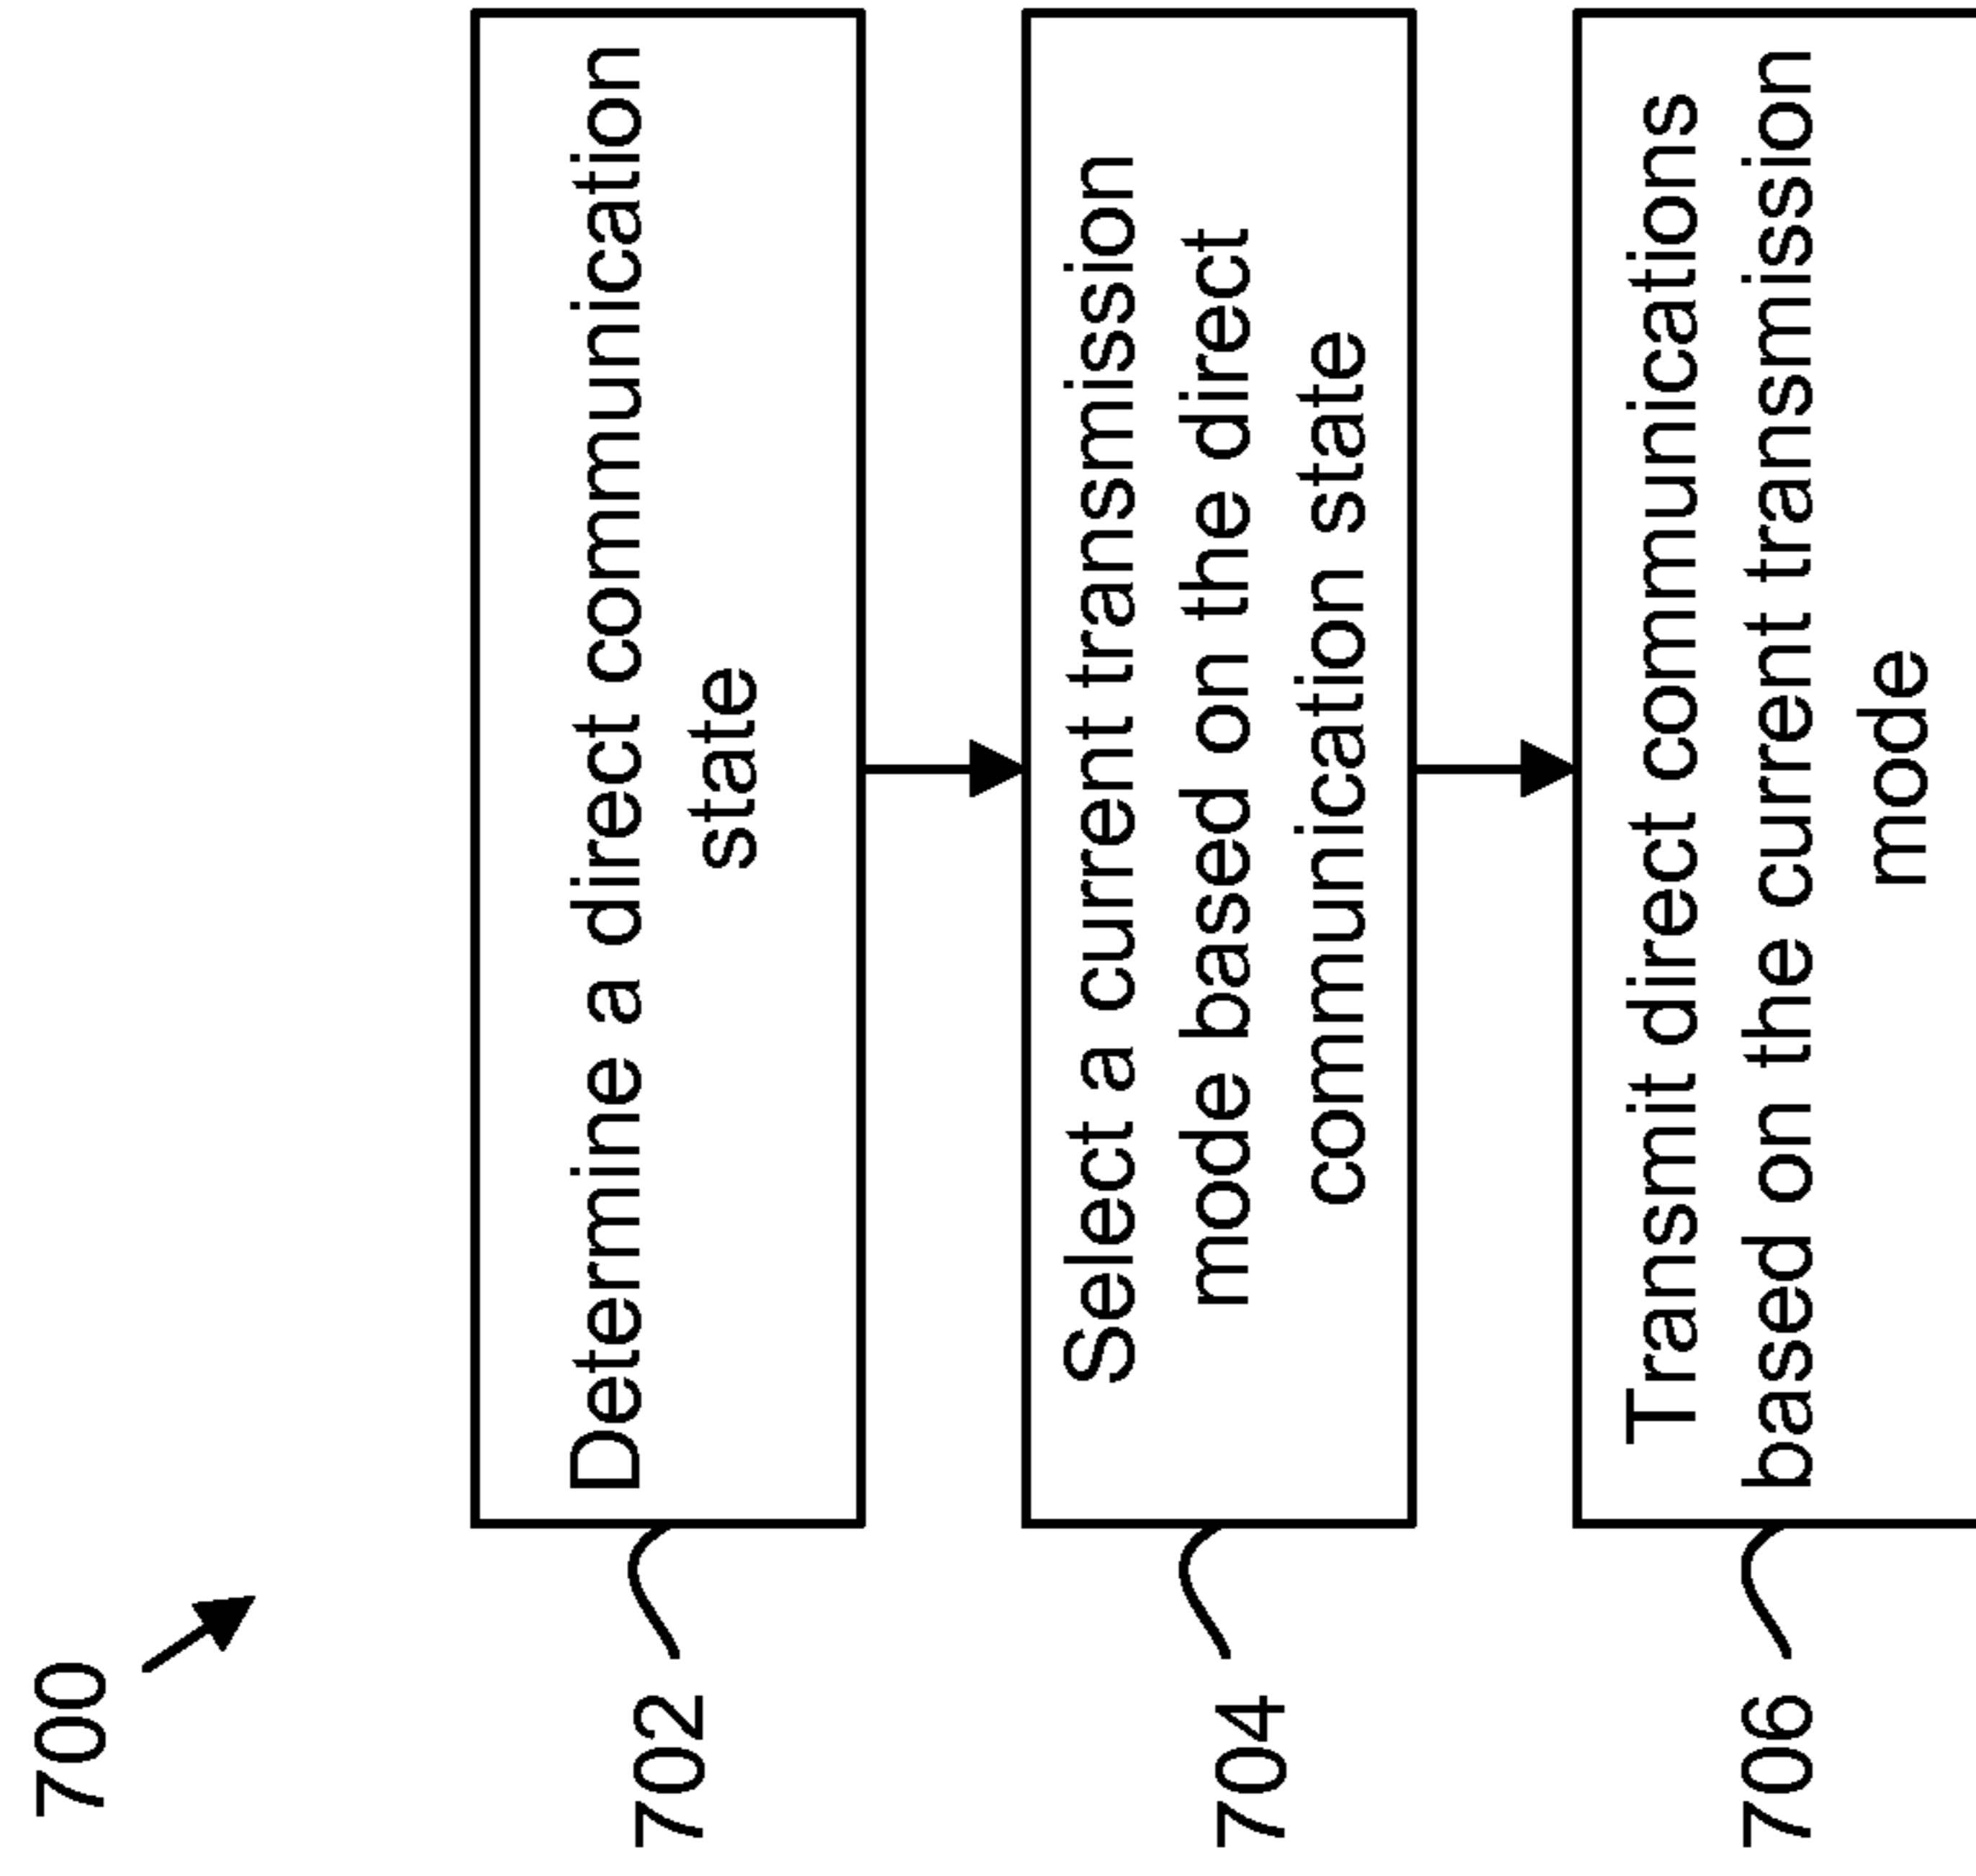 700
702
Determine a direct communication
state
704
Select a current transmission
mode based on the direct
communication state
706
Transmit direct communications
based on the current transmission
mode